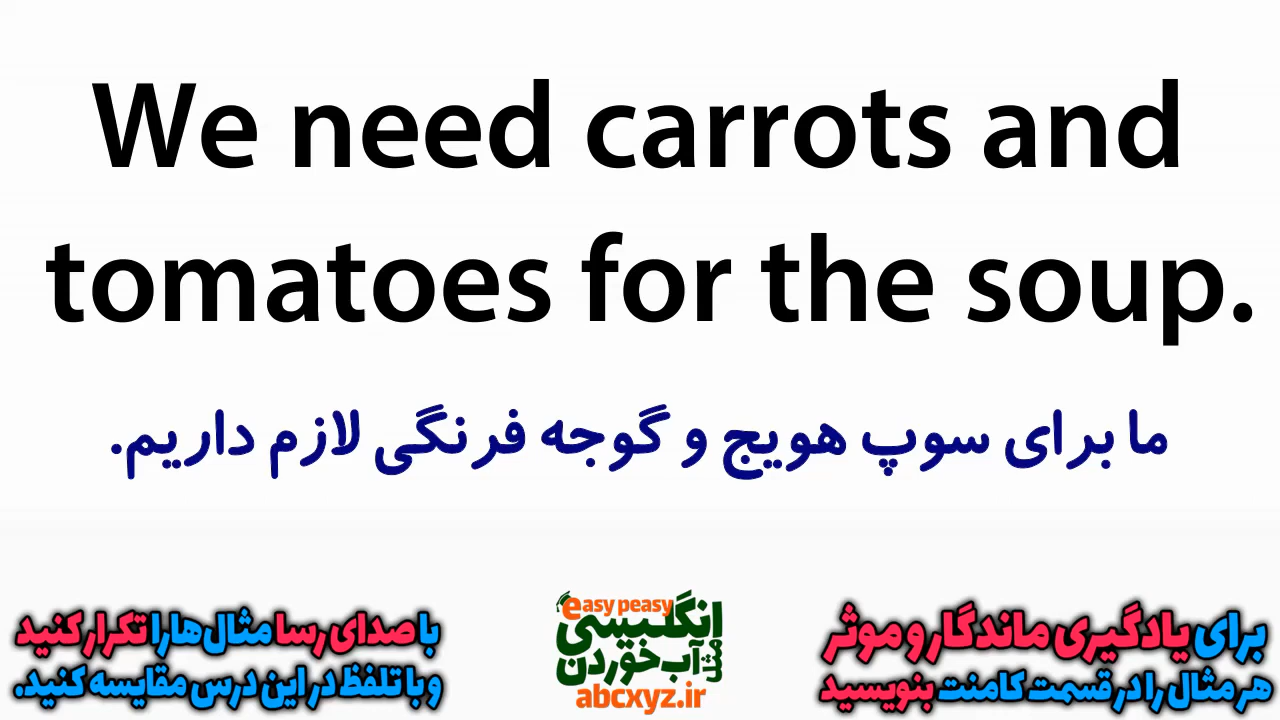 We need carrots and
tomatoes for the soup.
ما برای سوپ هویج و گوجه فرنگی لازم داریم.
برای یادگیری ماندگار و موثر
هر مثال را در قسمت کامنت بنویسید
easy peasy
انگلیسی
مثل آب خوردن
abcxyz.ir
با صدای رسا مثال‌ها را تکرار کنید
و با تلفظ در این درس مقایسه کنید.